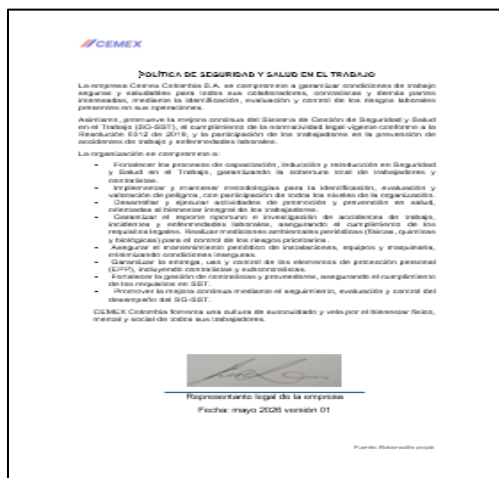 CEMEX
POLÍTICA DE SEGURIDAD Y SALUD EN EL TRABAJO
La empresa Cemex Colombia S.A. se compromete a garantizar condiciones de trabajo
seguras y saludables para todos sus colaboradores, contratistas y demás partes
interesadas, mediante la identificación, evaluación y control de los riesgos laborales
presentes en sus operaciones.
Asimismo, promueve la mejora continua del Sistema de Gestión de Seguridad y Salud
en el Trabajo (SG-SST), el cumplimiento de la normatividad legal vigente conforme a la
Resolución 0312 de 2019, y la participación de los trabajadores en la prevención de
accidentes de trabajo y enfermedades laborales.
La organización se compromete a:
- Fortalecer los procesos de capacitación, inducción y reinducción en Seguridad
y Salud en el Trabajo, garantizando la cobertura total de trabajadores y
contratistas.
- Implementar y mantener metodologías para la identificación, evaluación y
valoración de peligros, con participación de todos los niveles de la organización.
- Desarrollar y ejecutar actividades de promoción y prevención en salud,
orientadas al bienestar integral de los trabajadores.
- Garantizar el reporte oportuno e investigación de accidentes de trabajo,
incidentes y enfermedades laborales, asegurando el cumplimiento de los
requisitos legales. Realizar mediciones ambientales periódicas (físicas, químicas
y biológicas) para el control de los riesgos prioritarios.
- Asegurar el mantenimiento periódico de instalaciones, equipos y maquinaria,
minimizando condiciones inseguras.
- Garantizar la entrega, uso y control de los elementos de protección personal
(EPP), incluyendo contratistas y subcontratistas.
- Fortalecer la gestión de contratistas y proveedores, asegurando el cumplimiento
de los requisitos en SST.
- Promover la mejora continua mediante el seguimiento, evaluación y control del
desempeño del SG-SST.
CEMEX Colombia fomenta una cultura de autocuidado y vela por el bienestar físico,
mental y social de todos sus trabajadores.
Representante legal de la empresa
Fecha: mayo 2026 versión 01
Fuente: Elaboración propia